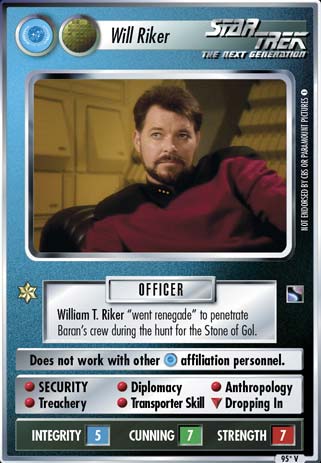 Will Riker
STAR TREK
THE NEXT GENERATION
NOT ENDORSED BY CBS OR PARAMOUNT PICTURES
OFFICER
William T. Riker "went renegade" to penetrate
Baran's crew during the hunt for the Stone of Gol.
Does not work with other affiliation personnel.
SECURITY Diplomacy Anthropology
Treachery Transporter Skill Dropping In
INTEGRITY 5 CUNNING 7 STRENGTH 7
95* V